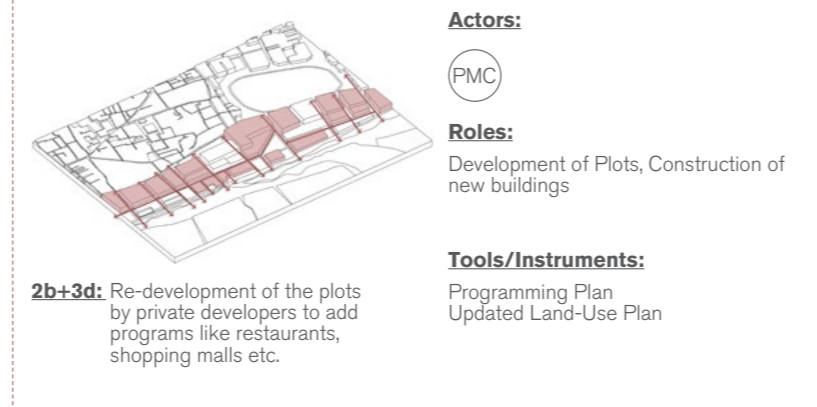 Actors:
PMC
Roles:
Development of Plots, Construction of
new buildings
Tools/Instruments:
Programming Plan
Updated Land-Use Plan
2b+3d: Re-development of the plots
by private developers to add
programs like restaurants,
shopping malls etc.